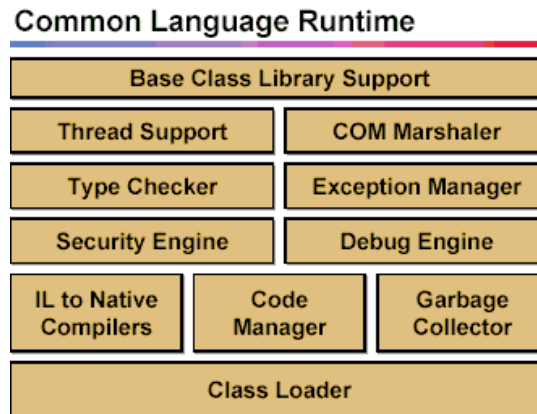 Common Language Runtime
Base Class Library Support
Thread Support
COM Marshaler
Type Checker
Exception Manager
Security Engine
Debug Engine
IL to Native
Compilers
Code
Manager
Garbage
Collector
Class Loader